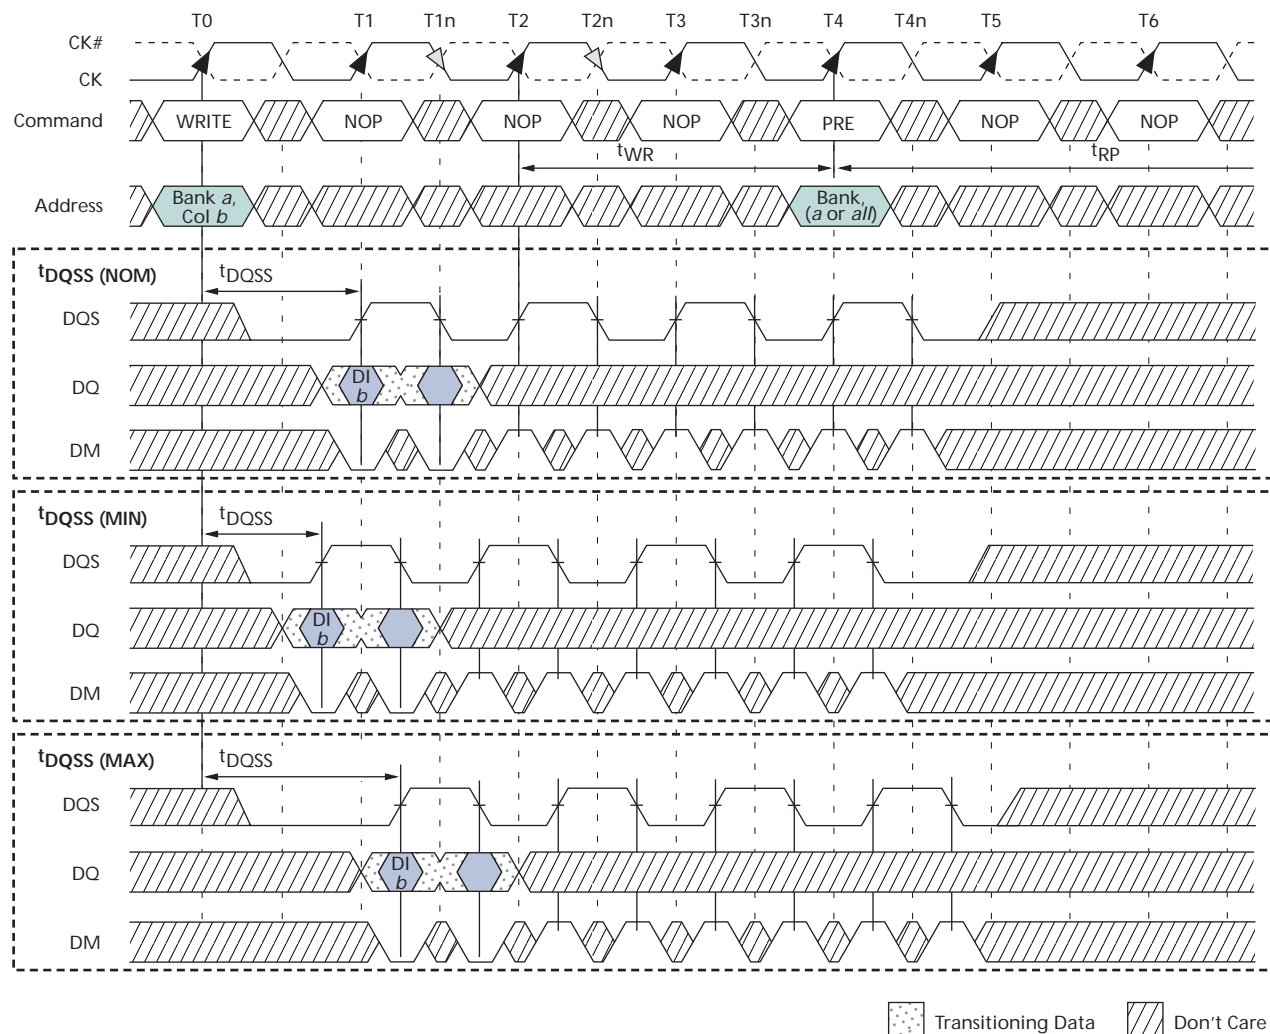 T0 T1 T1n T2 T2n T3 T3n T4 T4n T5 T6
CK#
CK
Command WRITE NOP NOP NOP PRE NOP NOP
tWR tRP
Address Bank a, Col b Bank, (a or all)
tDQSS (NOM) tDQSS
DQS
DQ DI b
DM
tDQSS (MIN) tDQSS
DQS
DQ DI b
DM
tDQSS (MAX) tDQSS
DQS
DQ DI b
DM
Transitioning Data Don't Care